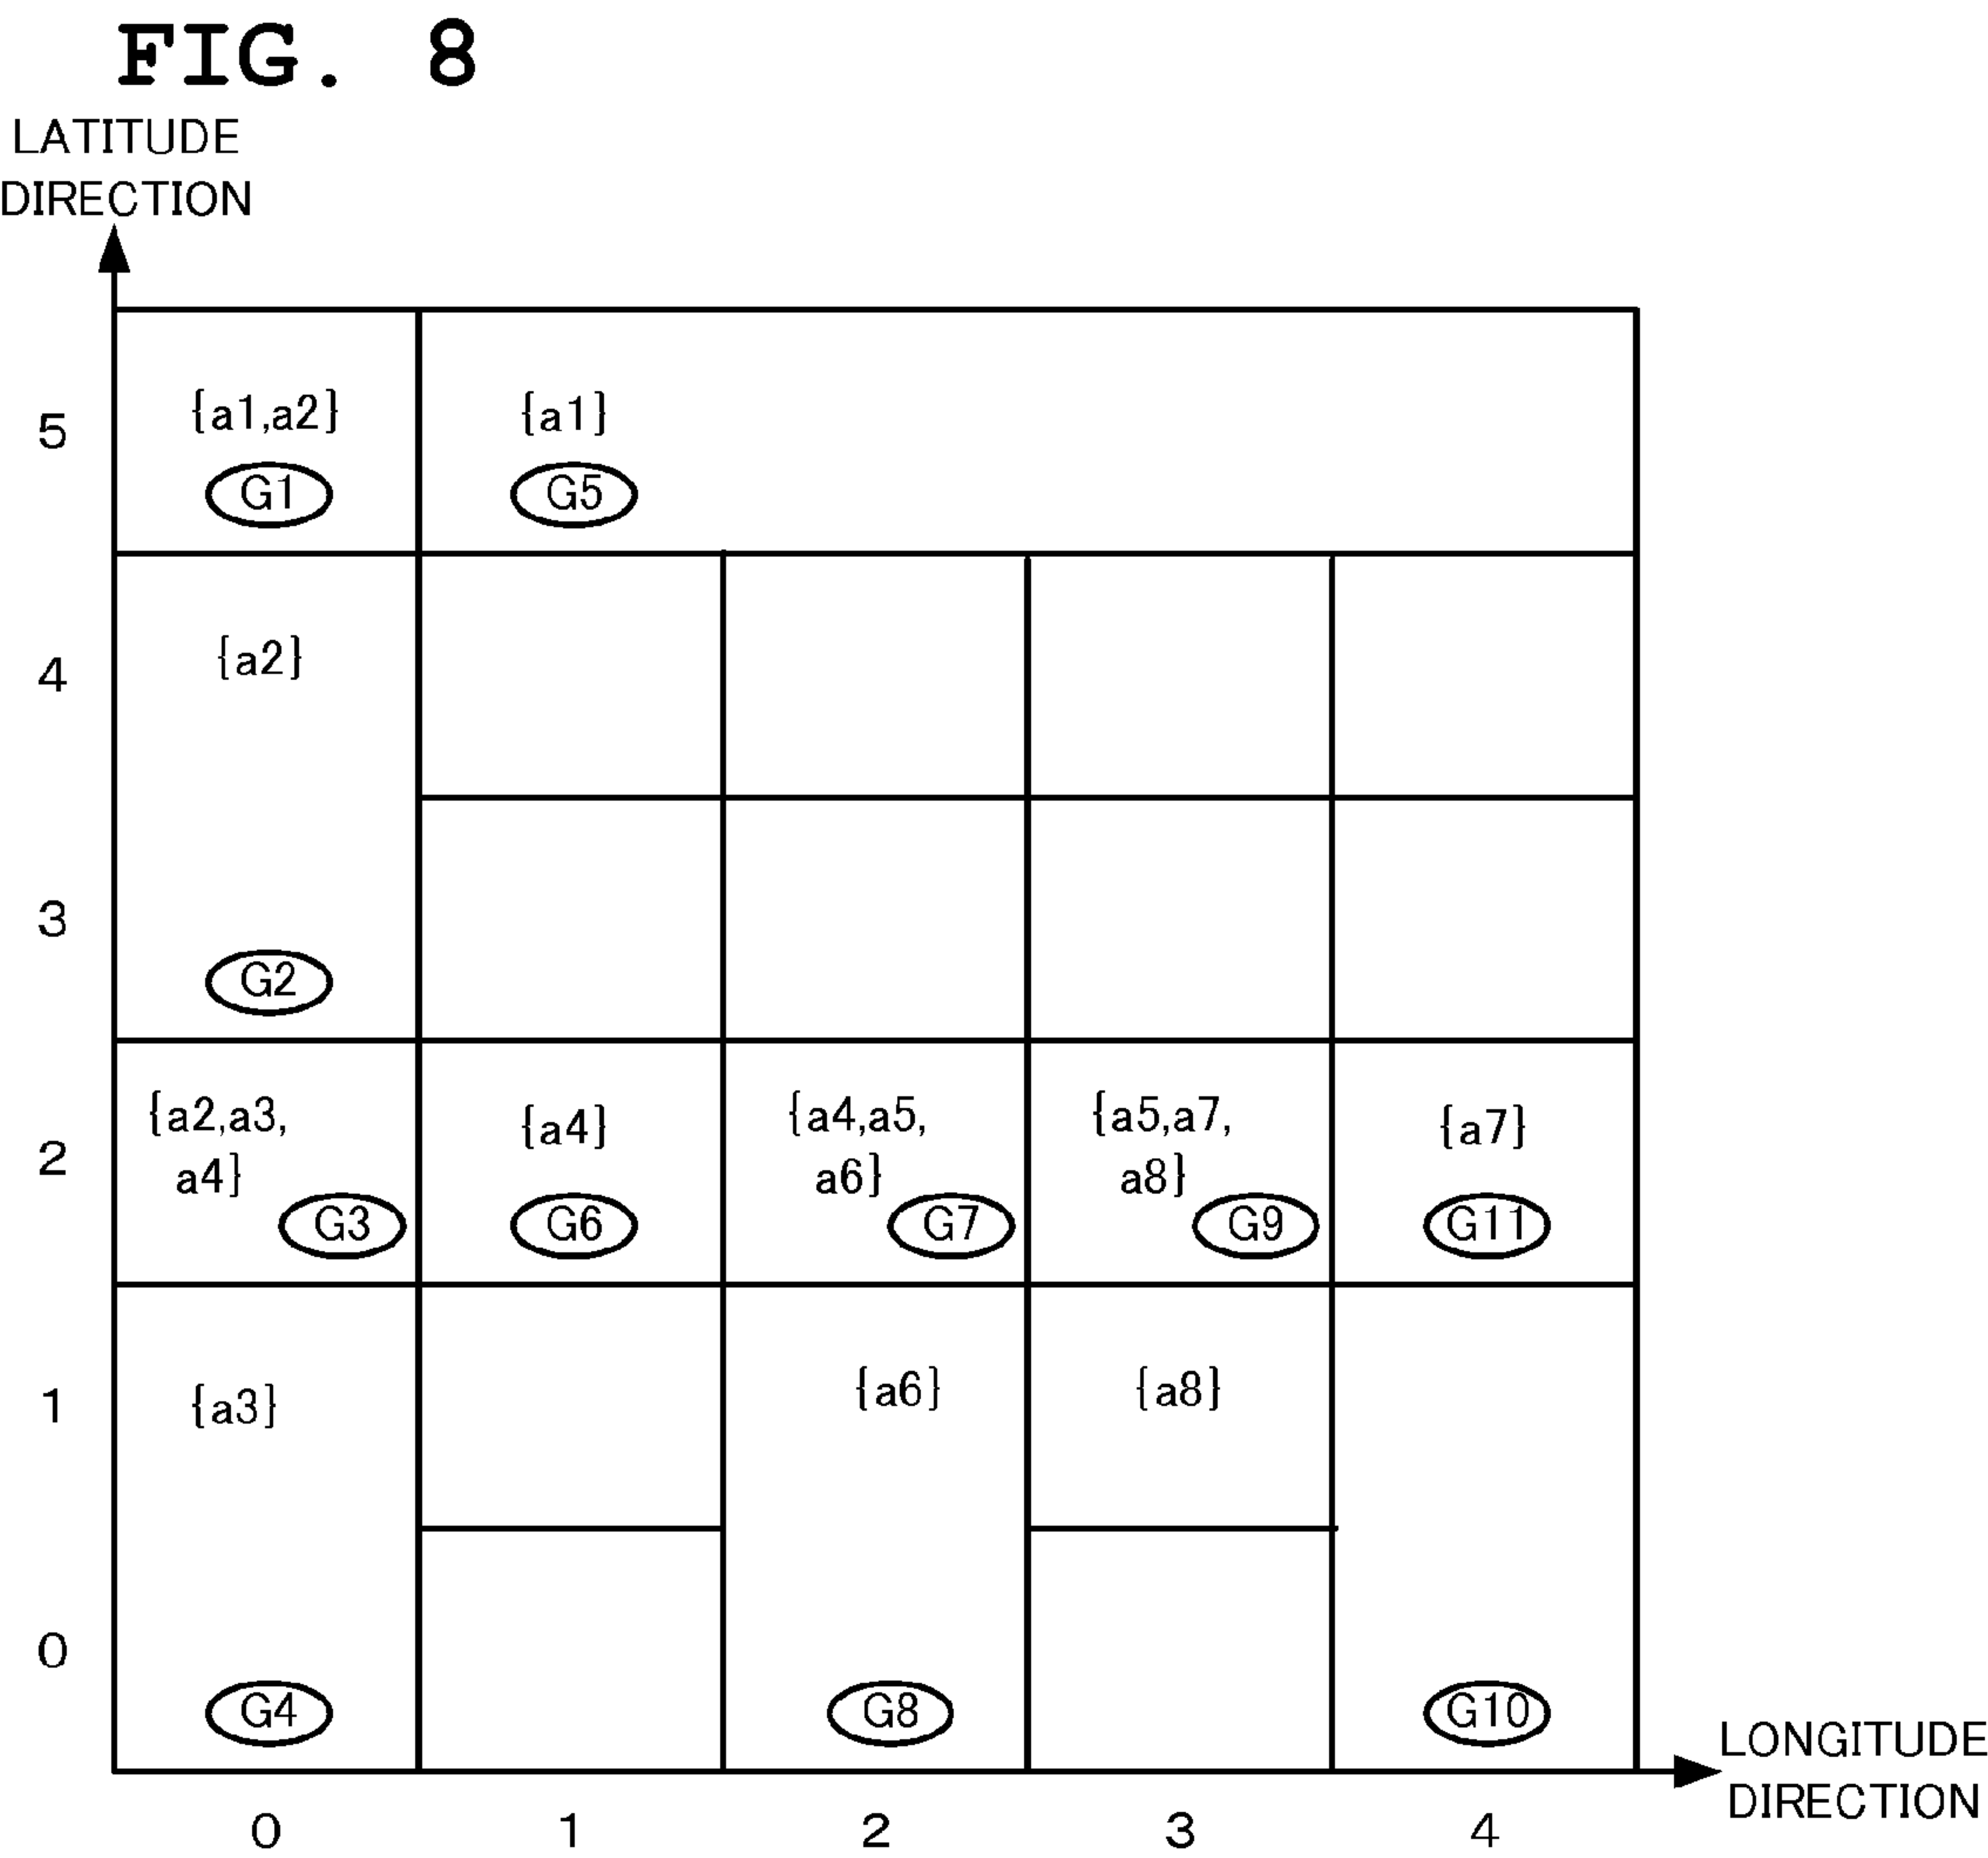 FIG. 8
LATITUDE
DIRECTION
5
{a1,a2}
{a1}
G1
G5
4
{a2}
3
G2
{a2,a3,
a4}
{a4}
{a4,a5,
a6}
{a5,a7,
a8}
{a7}
2
G3
G6
G7
G9
G11
1
{a3}
{a6}
{a8}
0
G4
G8
G10
LONGITUDE
DIRECTION
0
1
2
3
4